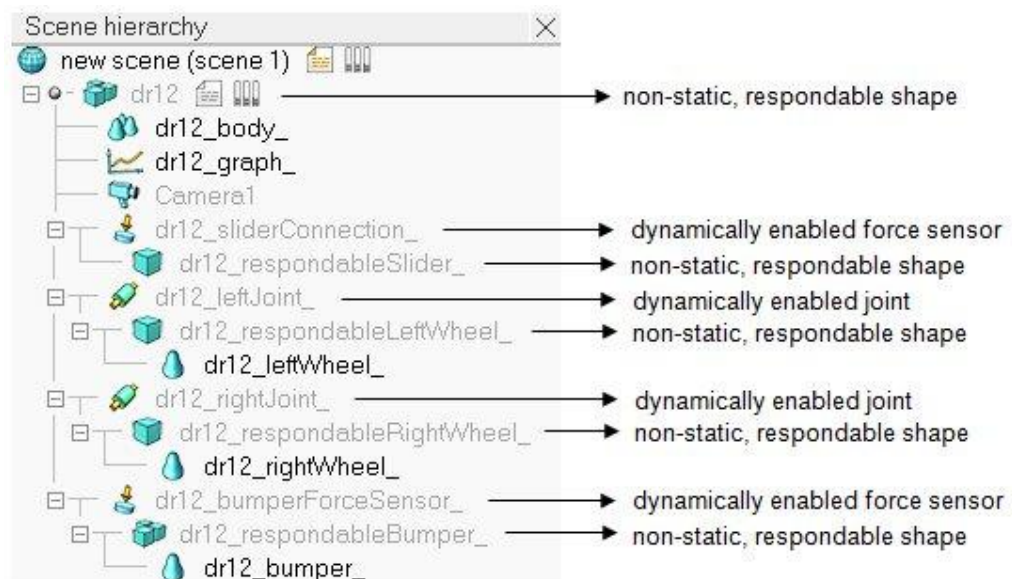 Scene hierarchy
new scene (scene 1)
dr12 non-static, respondable shape
dr12_body_
dr12_graph_
Camera1
dr12_sliderConnection_ dynamically enabled force sensor
dr12_respondableSlider_ non-static, respondable shape
dr12_leftJoint_ dynamically enabled joint
dr12_respondableLeftWheel_ non-static, respondable shape
dr12_leftWheel_
dr12_rightJoint_ dynamically enabled joint
dr12_respondableRightWheel_ non-static, respondable shape
dr12_rightWheel_
dr12_bumperForceSensor_ dynamically enabled force sensor
dr12_respondableBumper_ non-static, respondable shape
dr12_bumper_